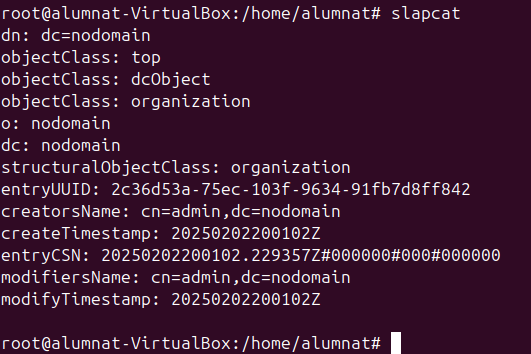 root@alumnat-VirtualBox:/home/alumnat# slapcat
dn: dc=nodomain
objectClass: top
objectClass: dcObject
objectClass: organization
o: nodomain
dc: nodomain
structuralObjectClass: organization
entryUUID: 2c36d53a-75ec-103f-9634-91fb7d8ff842
creatorsName: cn=admin,dc=nodomain
createTimestamp: 20250202200102Z
entryCSN: 20250202200102.229357Z#000000#000#000000
modifiersName: cn=admin,dc=nodomain
modifyTimestamp: 20250202200102Z
root@alumnat-VirtualBox:/home/alumnat#